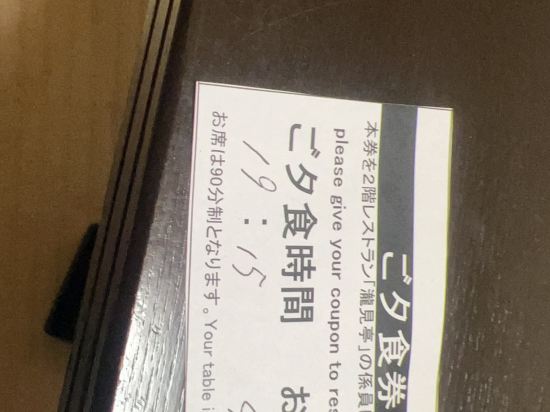 ご夕食券
本券を2階レストラン「瀧見亭」の係員
please give your coupon to res
ご夕食時間 お
19:15
お席は90分制となります。Your table i